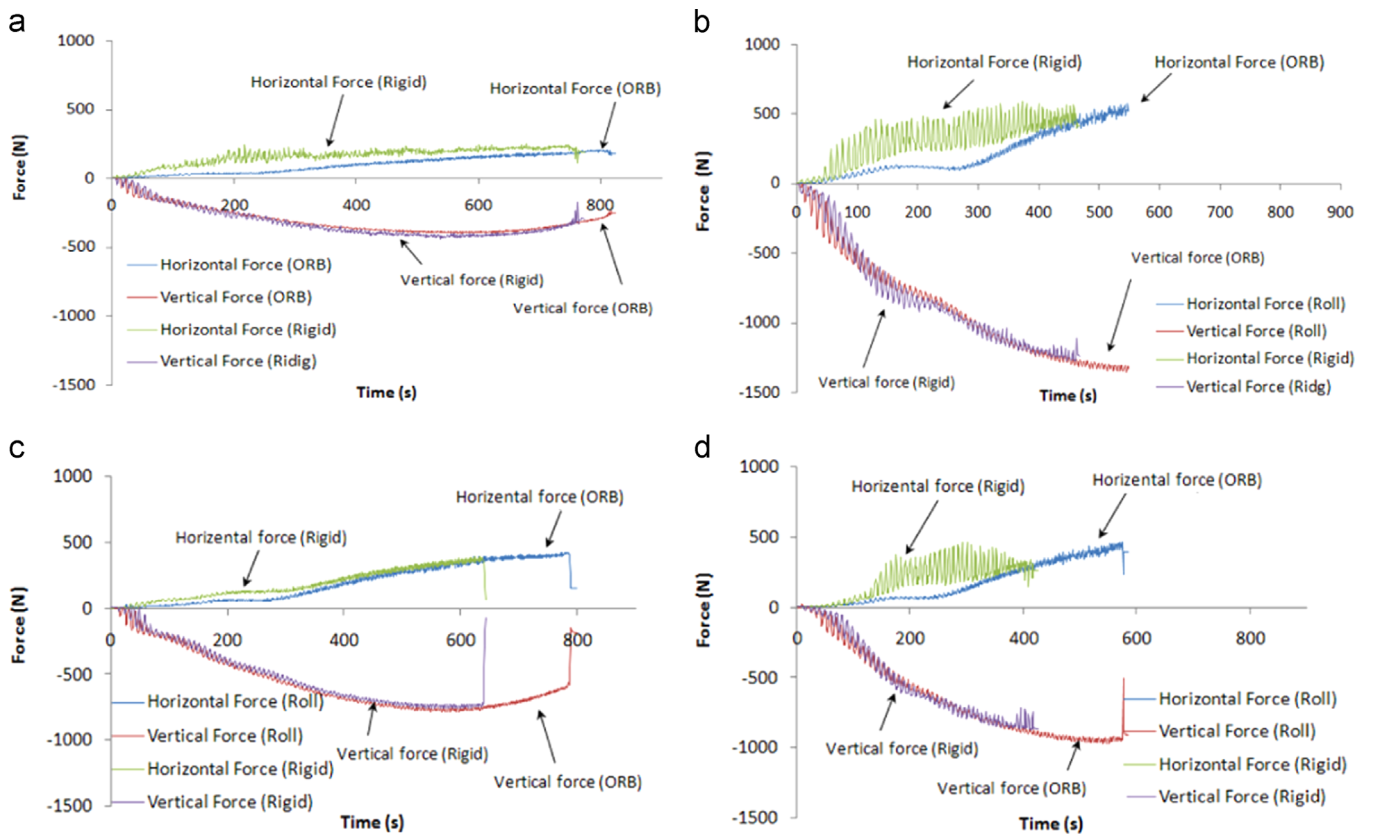 a
1000
500
0
-500
-1000
-1500
Force (N)
0 200 400 600 800
Time (s)
Horizontal Force (Rigid)
Horizontal Force (ORB)
Vertical force (Rigid)
Vertical force (ORB)
Horizontal Force (ORB)
Vertical Force (ORB)
Horizontal Force (Rigid)
Vertical Force (Ridig)
b
1000
500
0
-500
-1000
-1500
Force (N)
0 100 200 300 400 500 600 700 800 900
Time (s)
Horizontal Force (Rigid)
Horizontal Force (ORB)
Vertical force (ORB)
Vertical force (Rigid)
Horizontal Force (Roll)
Vertical Force (Roll)
Horizontal Force (Rigid)
Vertical Force (Ridg)
c
1000
500
0
-500
-1000
-1500
Force (N)
0 200 400 600 800
Time (s)
Horizental force (ORB)
Horizental force (Rigid)
Vertical force (Rigid)
Vertical force (ORB)
Horizontal Force (Roll)
Vertical Force (Roll)
Horizontal Force (Rigid)
Vertical Force (Rigid)
d
1000
500
0
-500
-1000
-1500
Force (N)
0 200 400 600 800
Time (s)
Horizental force (Rigid)
Horizental force (ORB)
Vertical force (Rigid)
Vertical force (ORB)
Horizontal Force (Roll)
Vertical Force (Roll)
Horizontal Force (Rigid)
Vertical Force (Rigid)